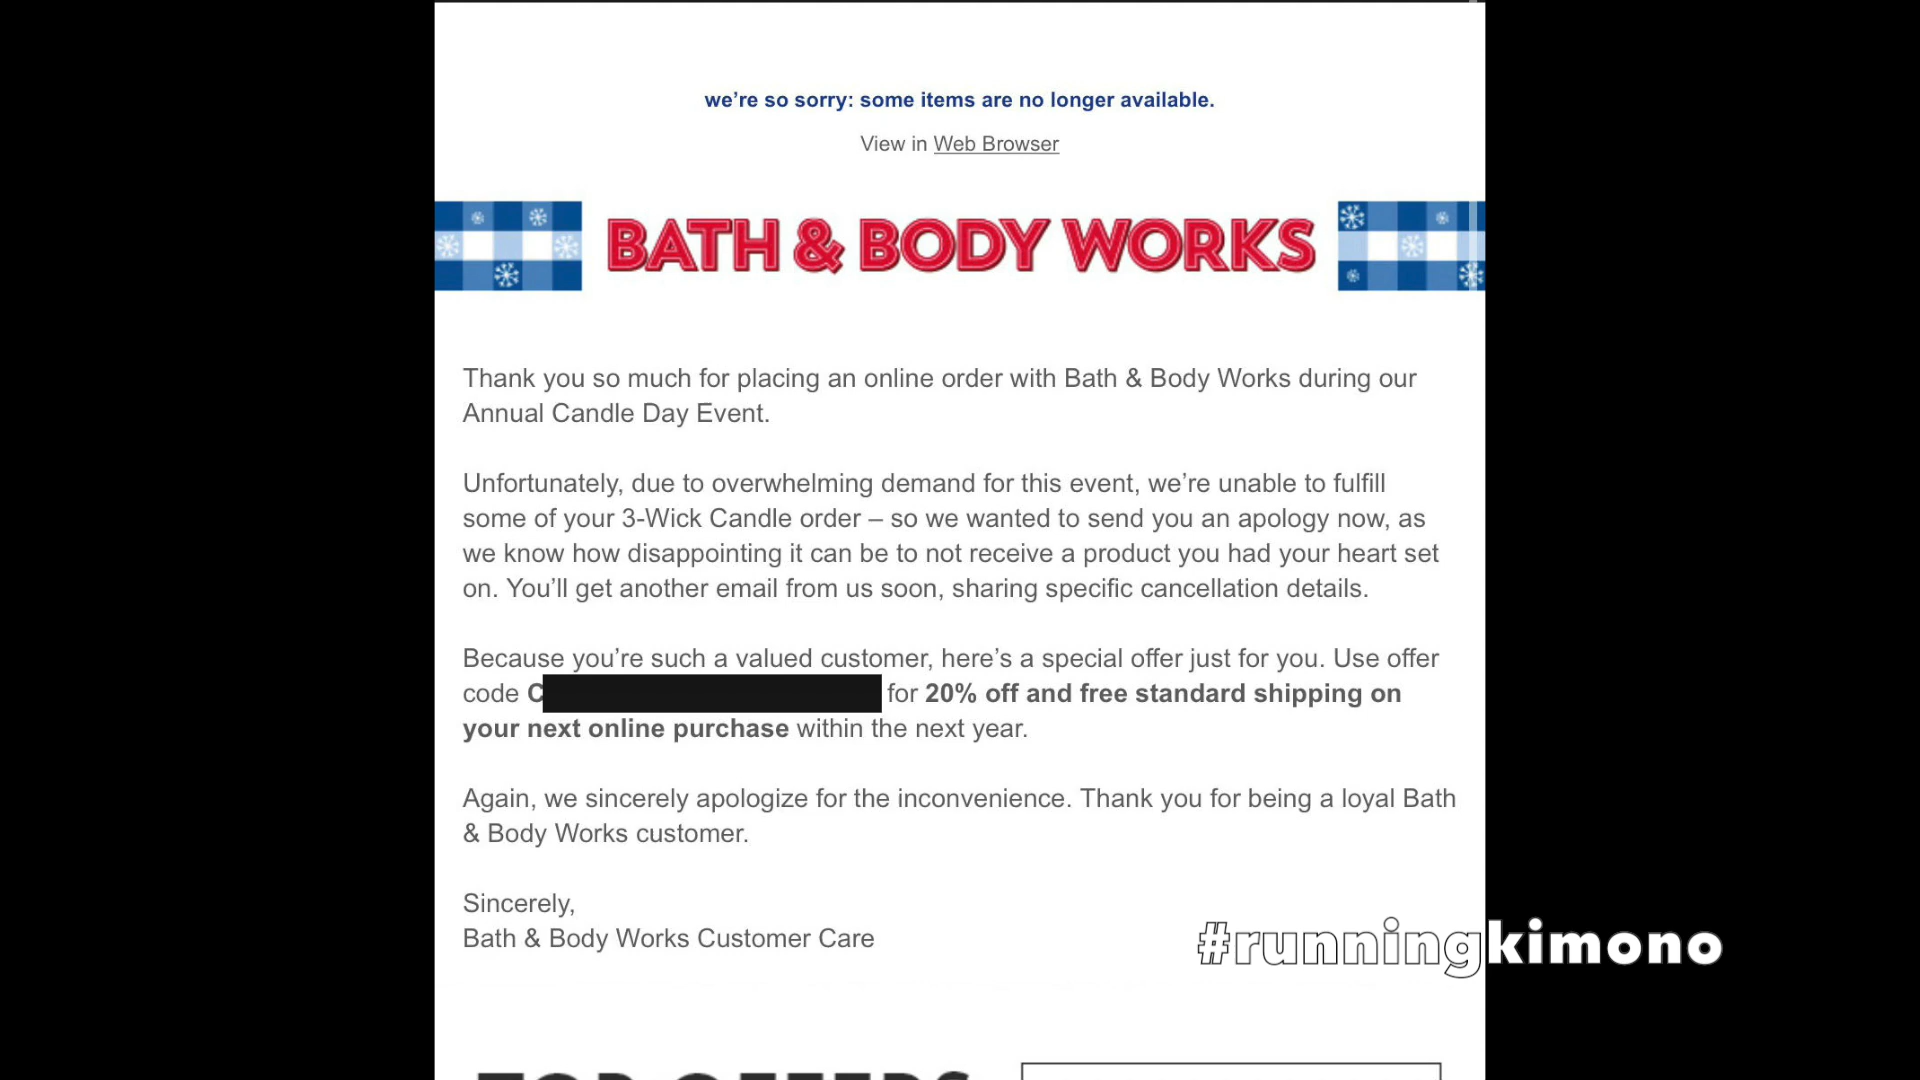 we’re so sorry: some items are no longer available.
View in Web Browser
BATH & BODY WORKS
Thank you so much for placing an online order with Bath & Body Works during our
Annual Candle Day Event.
Unfortunately, due to overwhelming demand for this event, we’re unable to fulfill
some of your 3-Wick Candle order – so we wanted to send you an apology now, as
we know how disappointing it can be to not receive a product you had your heart set
on. You’ll get another email from us soon, sharing specific cancellation details.
Because you’re such a valued customer, here’s a special offer just for you. Use offer
code C for 20% off and free standard shipping on
your next online purchase within the next year.
Again, we sincerely apologize for the inconvenience. Thank you for being a loyal Bath
& Body Works customer.
Sincerely,
Bath & Body Works Customer Care
#runningkimono
TOP OFFERS